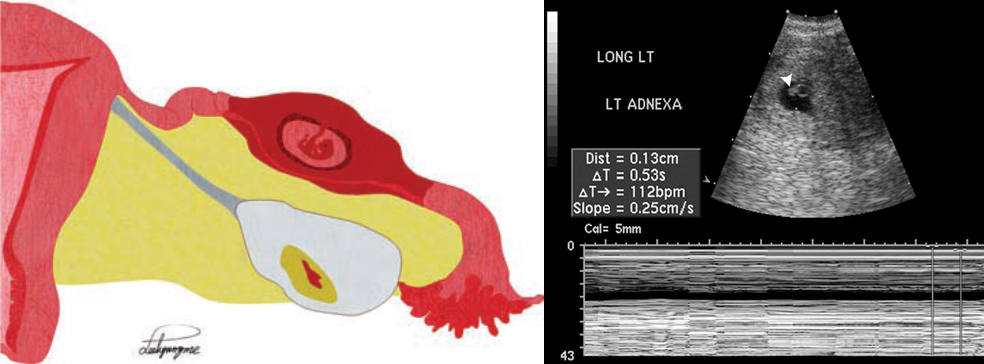 LONG LT
LT ADNEXA
Dist = 0.13cm
ΔT = 0.53s
ΔT→ = 112bpm
Slope = 0.25cm/s
Cal= 5mm
0
43